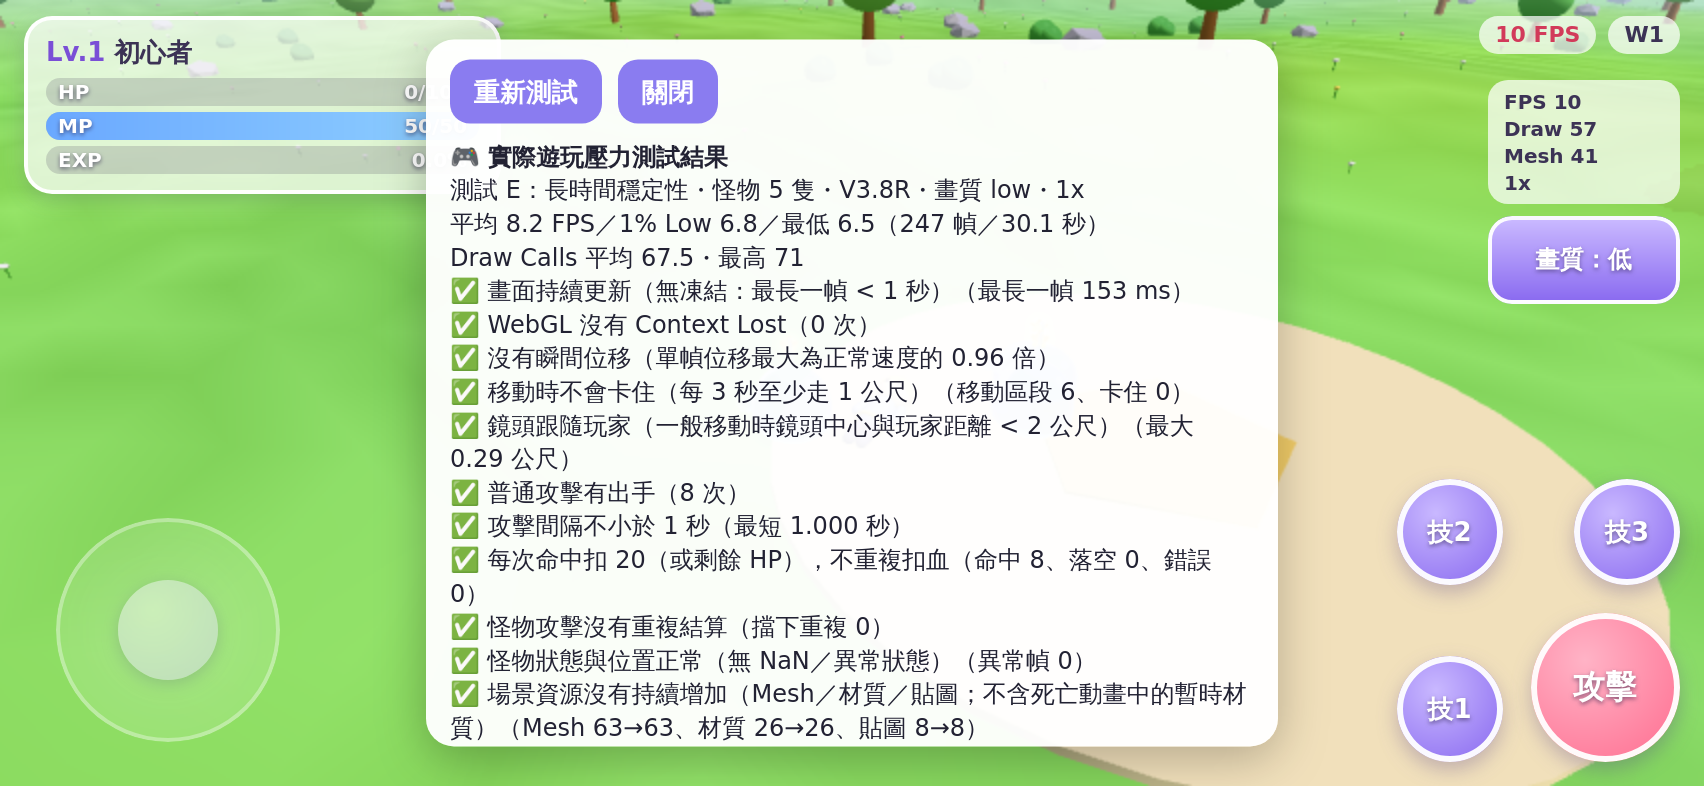 Lv.1 初心者
HP 0/
MP 50/50
EXP 0
重新測試
關閉
🎮 實際遊玩壓力測試結果
測試 E：長時間穩定性・怪物 5 隻・V3.8R・畫質 low・1x
平均 8.2 FPS／1% Low 6.8／最低 6.5（247 幀／30.1 秒）
Draw Calls 平均 67.5・最高 71
✅ 畫面持續更新（無凍結：最長一幀 < 1 秒）（最長一幀 153 ms）
✅ WebGL 沒有 Context Lost（0 次）
✅ 沒有瞬間位移（單幀位移最大為正常速度的 0.96 倍）
✅ 移動時不會卡住（每 3 秒至少走 1 公尺）（移動區段 6、卡住 0）
✅ 鏡頭跟隨玩家（一般移動時鏡頭中心與玩家距離 < 2 公尺）（最大
0.29 公尺）
✅ 普通攻擊有出手（8 次）
✅ 攻擊間隔不小於 1 秒（最短 1.000 秒）
✅ 每次命中扣 20（或剩餘 HP），不重複扣血（命中 8、落空 0、錯誤
0）
✅ 怪物攻擊沒有重複結算（擋下重複 0）
✅ 怪物狀態與位置正常（無 NaN／異常狀態）（異常幀 0）
✅ 場景資源沒有持續增加（Mesh／材質／貼圖；不含死亡動畫中的暫時材
質）（Mesh 63→63、材質 26→26、貼圖 8→8）
10 FPS
W1
FPS 10
Draw 57
Mesh 41
1x
畫質：低
技2
技3
技1
攻擊